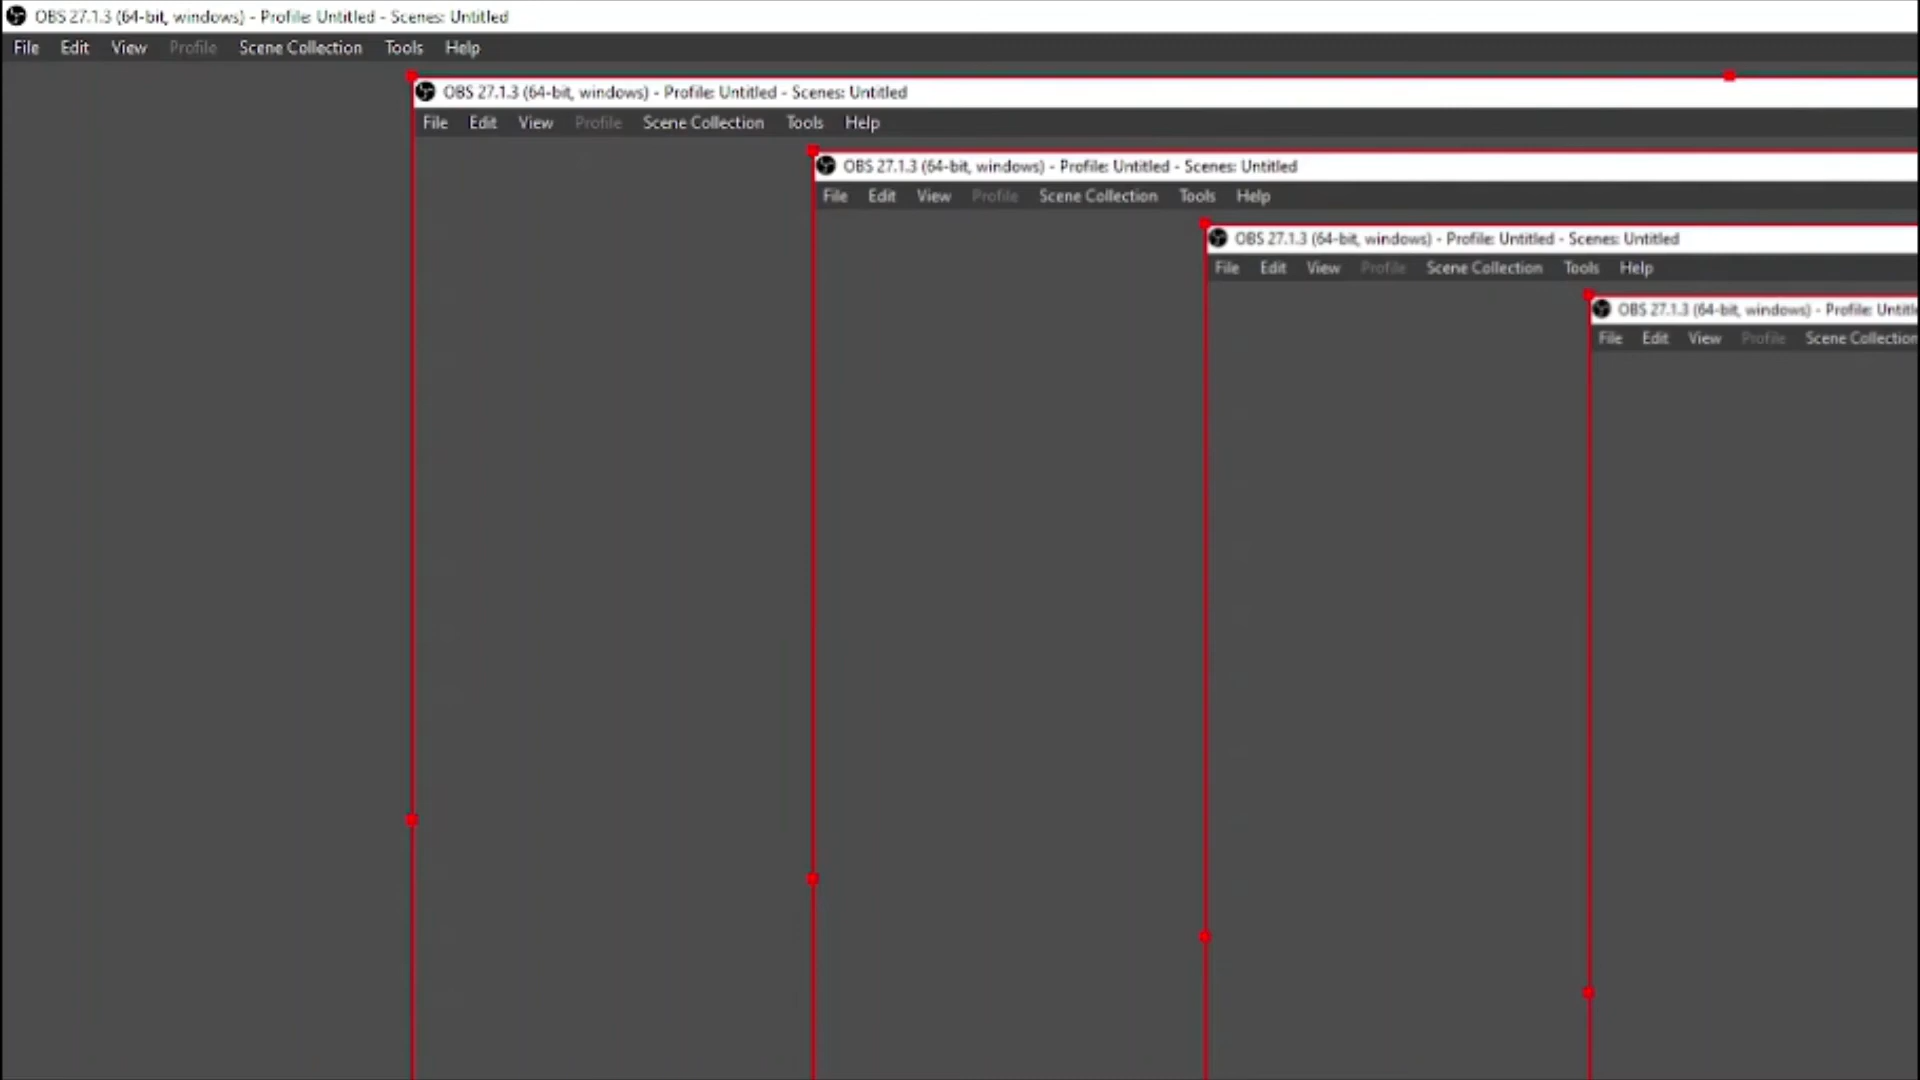 OBS 27.1.3 (64-bit, windows) - Profile: Untitled - Scenes: Untitled
File Edit View Profile Scene Collection Tools Help
OBS 27.1.3 (64-bit, windows) - Profile: Untitled - Scenes: Untitled
File Edit View Profile Scene Collection Tools Help
OBS 27.1.3 (64-bit, windows) - Profile: Untitled - Scenes: Untitled
File Edit View Profile Scene Collection Tools Help
OBS 27.1.3 (64-bit, windows) - Profile: Untitled - Scenes: Untitled
File Edit View Profile Scene Collection Tools Help
OBS 27.1.3 (64-bit, windows) - Profile:
File Edit View Profile Scene Collection